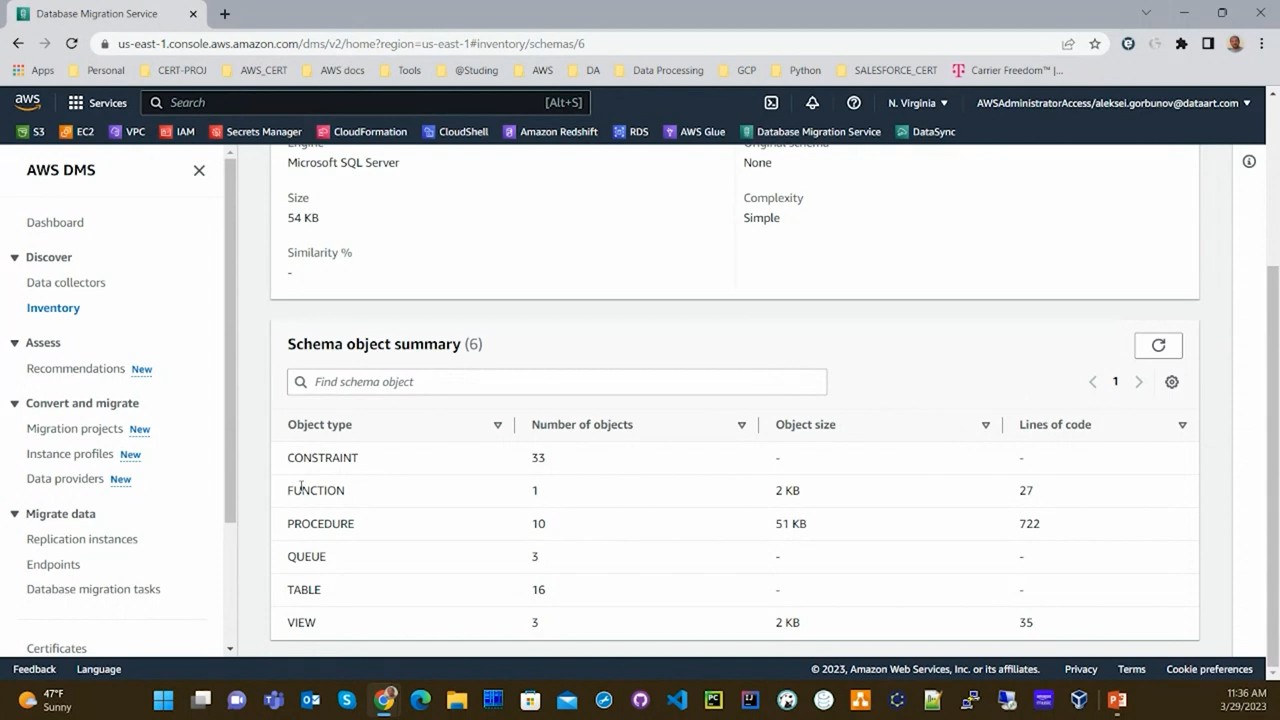 Database Migration Service
us-east-1.console.aws.amazon.com/dms/v2/home?region=us-east-1#inventory/schemas/6
Apps Personal CERT-PROJ AWS_CERT AWS docs Tools @Studing AWS DA Data Processing GCP Python SALESFORCE_CERT Carrier Freedom™ |...
aws Services Search [Alt+S] N. Virginia AWSAdministratorAccess/aleksei.gorbunov@dataart.com
S3 EC2 VPC IAM Secrets Manager CloudFormation CloudShell Amazon Redshift RDS AWS Glue Database Migration Service DataSync
AWS DMS
Dashboard
Discover
Data collectors
Inventory
Assess
Recommendations New
Convert and migrate
Migration projects New
Instance profiles New
Data providers New
Migrate data
Replication instances
Endpoints
Database migration tasks
Certificates
Engine Original schema
Microsoft SQL Server None
Size Complexity
54 KB Simple
Similarity %
-
Schema object summary (6)
Find schema object 1
Object type Number of objects Object size Lines of code
CONSTRAINT 33 - -
FUNCTION 1 2 KB 27
PROCEDURE 10 51 KB 722
QUEUE 3 - -
TABLE 16 - -
VIEW 3 2 KB 35
Feedback Language © 2023, Amazon Web Services, Inc. or its affiliates. Privacy Terms Cookie preferences
47°F
Sunny
11:36 AM
3/29/2023